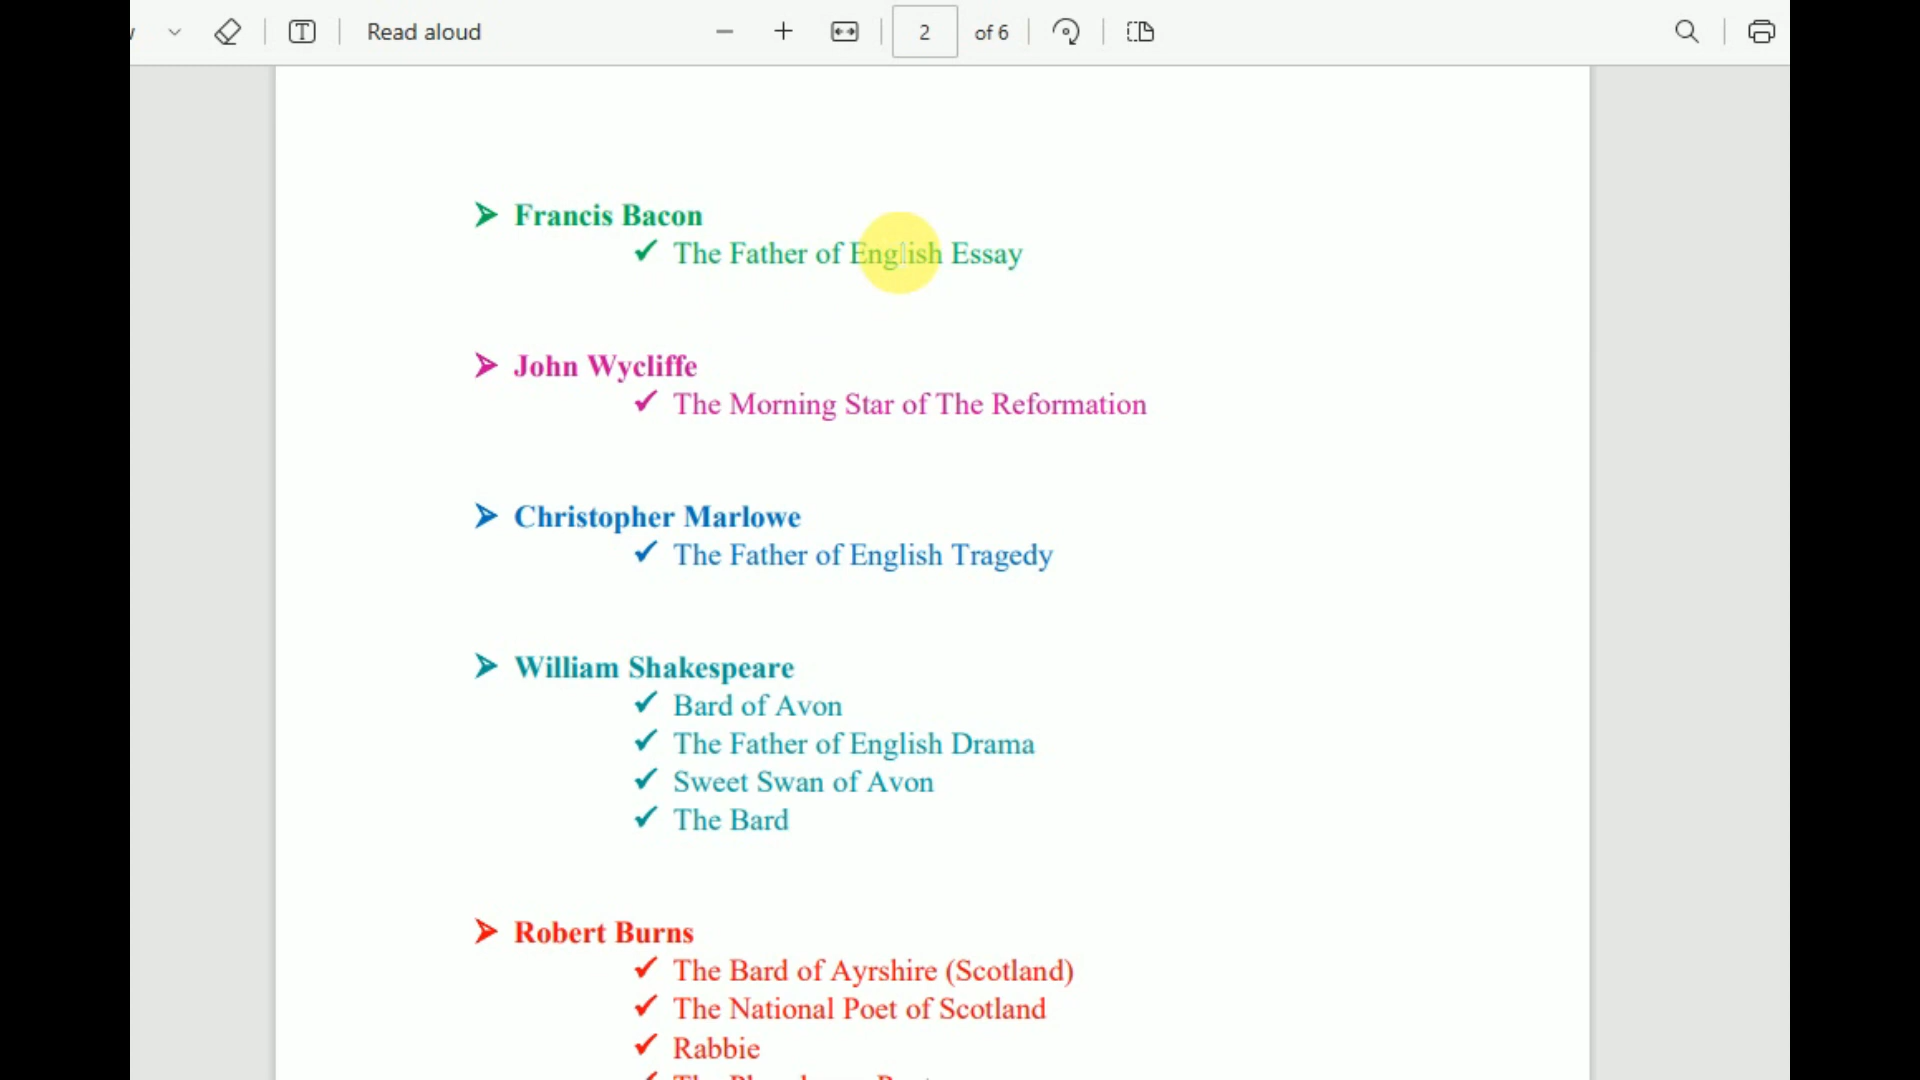 Read aloud
2 of 6
Francis Bacon
The Father of English Essay
John Wycliffe
The Morning Star of The Reformation
Christopher Marlowe
The Father of English Tragedy
William Shakespeare
Bard of Avon
The Father of English Drama
Sweet Swan of Avon
The Bard
Robert Burns
The Bard of Ayrshire (Scotland)
The National Poet of Scotland
Rabbie